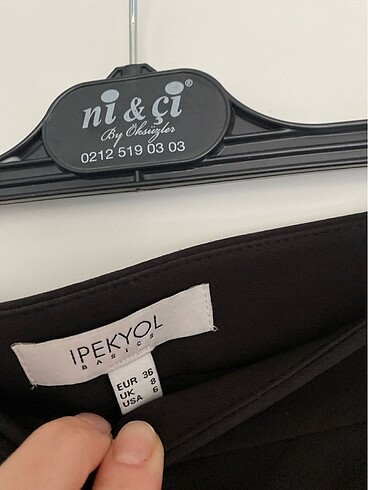 ni & çi ®
By Öksüzler
0212 519 03 03
IPEKYOL
BASICS
EUR 36
UK 8
USA 6